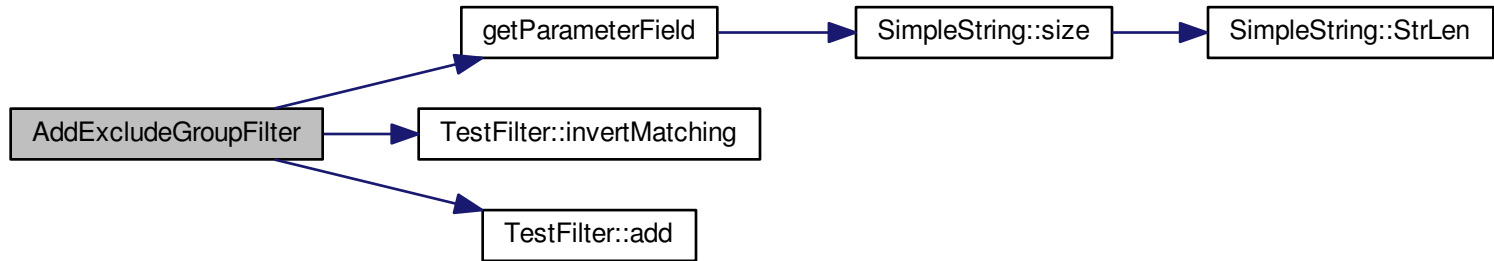 getParameterField
SimpleString::size
SimpleString::StrLen
AddExcludeGroupFilter
TestFilter::invertMatching
TestFilter::add